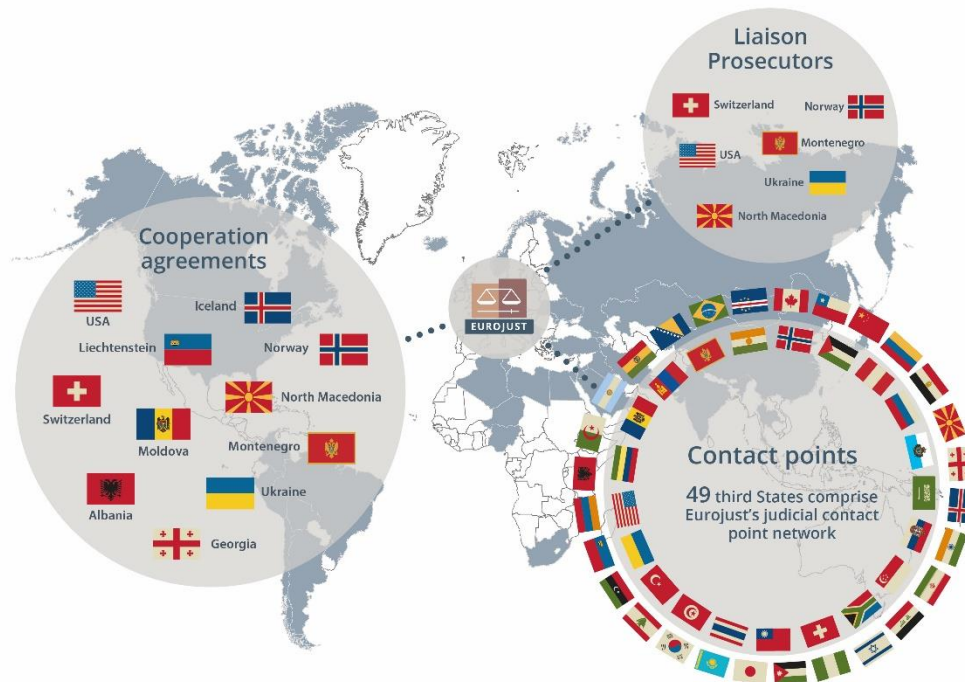 Liaison
Prosecutors
Switzerland
Norway
USA
Montenegro
Ukraine
North Macedonia
Cooperation
agreements
USA
Iceland
Liechtenstein
Norway
Switzerland
North Macedonia
Moldova
Montenegro
Albania
Ukraine
Georgia
EUROJUST
Contact points
49 third States comprise
Eurojust's judicial contact
point network